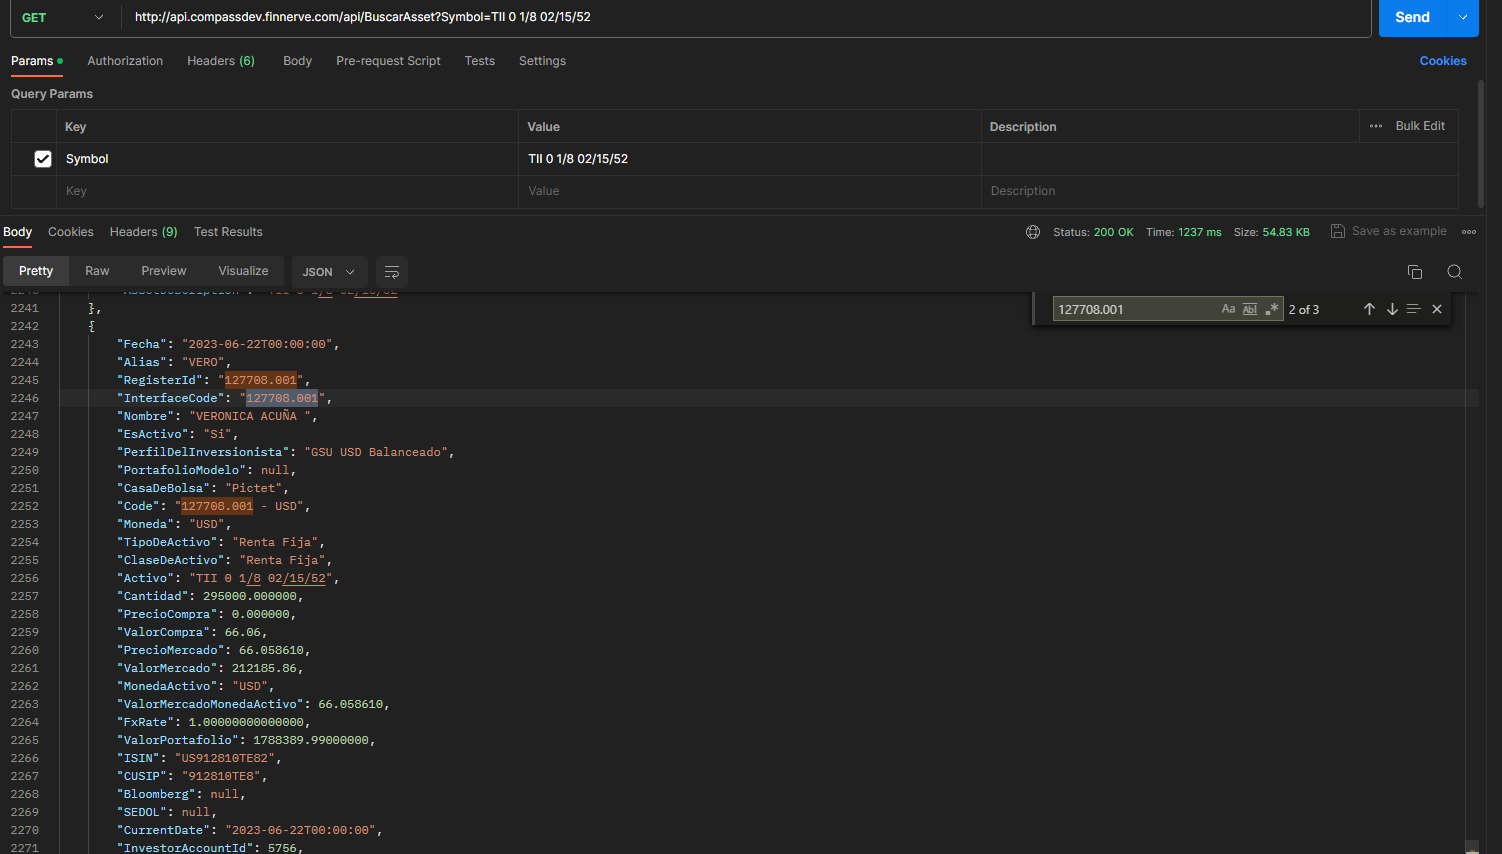 GET http://api.compassdev.finnerve.com/api/BuscarAsset?Symbol=TII 0 1/8 02/15/52 Send
Params Authorization Headers (6) Body Pre-request Script Tests Settings Cookies
Query Params
Key Value Description Bulk Edit
Symbol TII 0 1/8 02/15/52
Key Value Description
Body Cookies Headers (9) Test Results Status: 200 OK Time: 1237 ms Size: 54.83 KB Save as example
Pretty Raw Preview Visualize JSON
127708.001 Aa Abl .* 2 of 3
2241 },
2242 {
2243 "Fecha": "2023-06-22T00:00:00",
2244 "Alias": "VERO",
2245 "RegisterId": "127708.001",
2246 "InterfaceCode": "127708.001",
2247 "Nombre": "VERONICA ACUÑA ",
2248 "EsActivo": "Si",
2249 "PerfilDelInversionista": "GSU USD Balanceado",
2250 "PortafolioModelo": null,
2251 "CasaDeBolsa": "Pictet",
2252 "Code": "127708.001 - USD",
2253 "Moneda": "USD",
2254 "TipoDeActivo": "Renta Fija",
2255 "ClaseDeActivo": "Renta Fija",
2256 "Activo": "TII 0 1/8 02/15/52",
2257 "Cantidad": 295000.000000,
2258 "PrecioCompra": 0.000000,
2259 "ValorCompra": 66.06,
2260 "PrecioMercado": 66.058610,
2261 "ValorMercado": 212185.86,
2262 "MonedaActivo": "USD",
2263 "ValorMercadoMonedaActivo": 66.058610,
2264 "FxRate": 1.00000000000000,
2265 "ValorPortafolio": 1788389.99000000,
2266 "ISIN": "US912810TE82",
2267 "CUSIP": "912810TE8",
2268 "Bloomberg": null,
2269 "SEDOL": null,
2270 "CurrentDate": "2023-06-22T00:00:00",
2271 "InvestorAccountId": 5756,